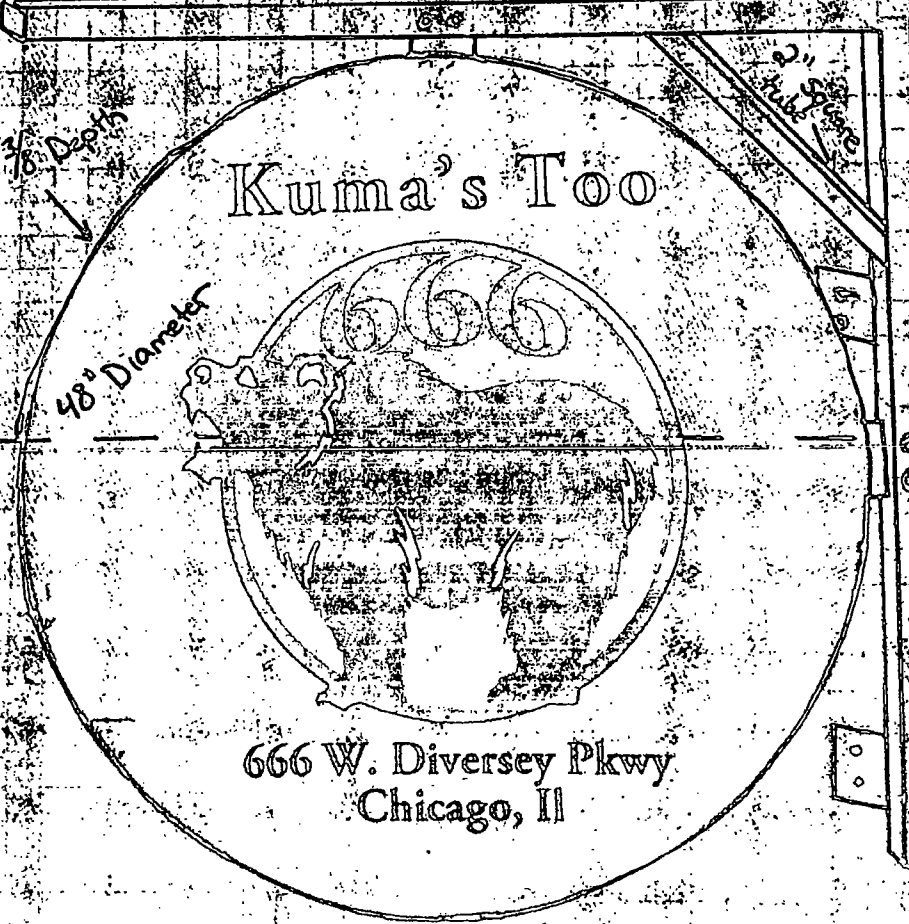 2" square
tube
3/8 Depth
Kuma's Too
666
48" Diameter
666 W. Diversey Pkwy
Chicago, Il